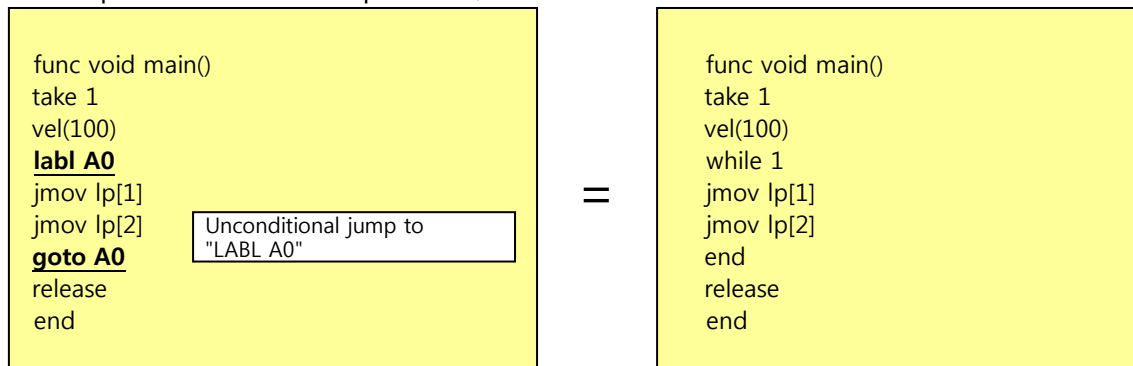 func void main()
take 1
vel(100)
labl A0
jmov lp[1]
jmov lp[2]
Unconditional jump to
"LABL A0"
goto A0
release
end
=
func void main()
take 1
vel(100)
while 1
jmov lp[1]
jmov lp[2]
end
release
end